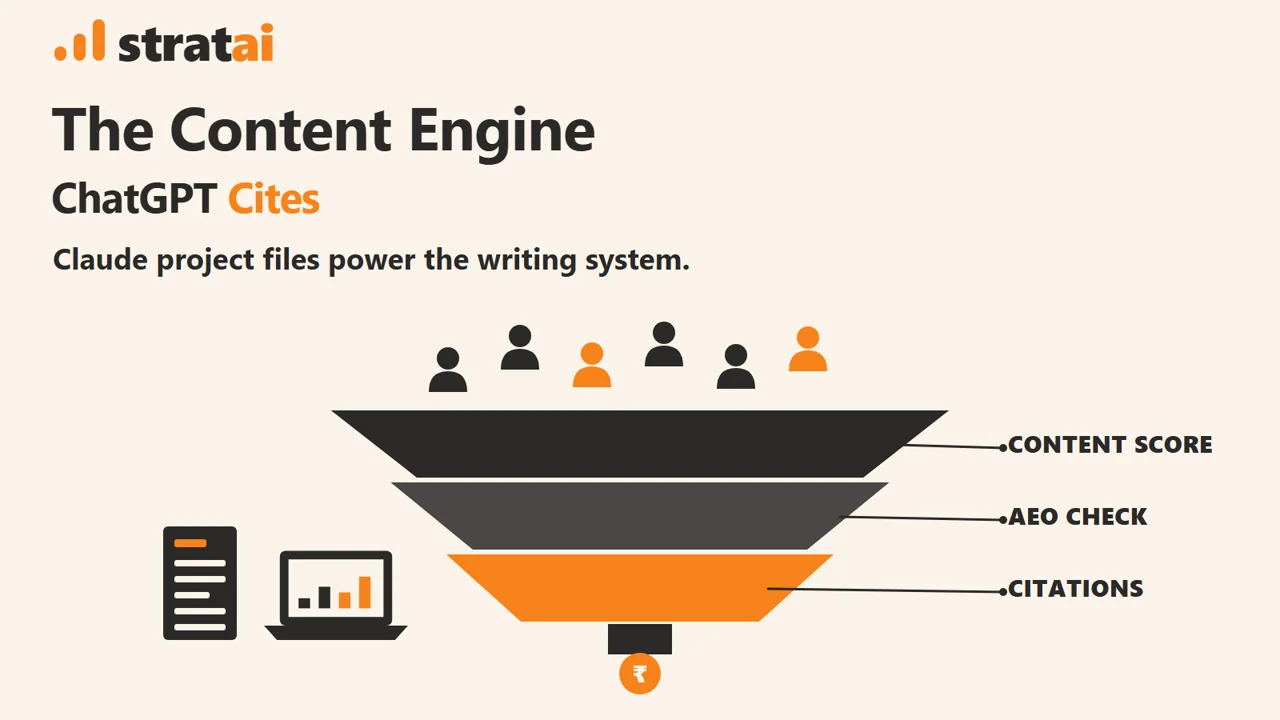 stratai
The Content Engine
ChatGPT Cites
Claude project files power the writing system.
CONTENT SCORE
AEO CHECK
CITATIONS
₹